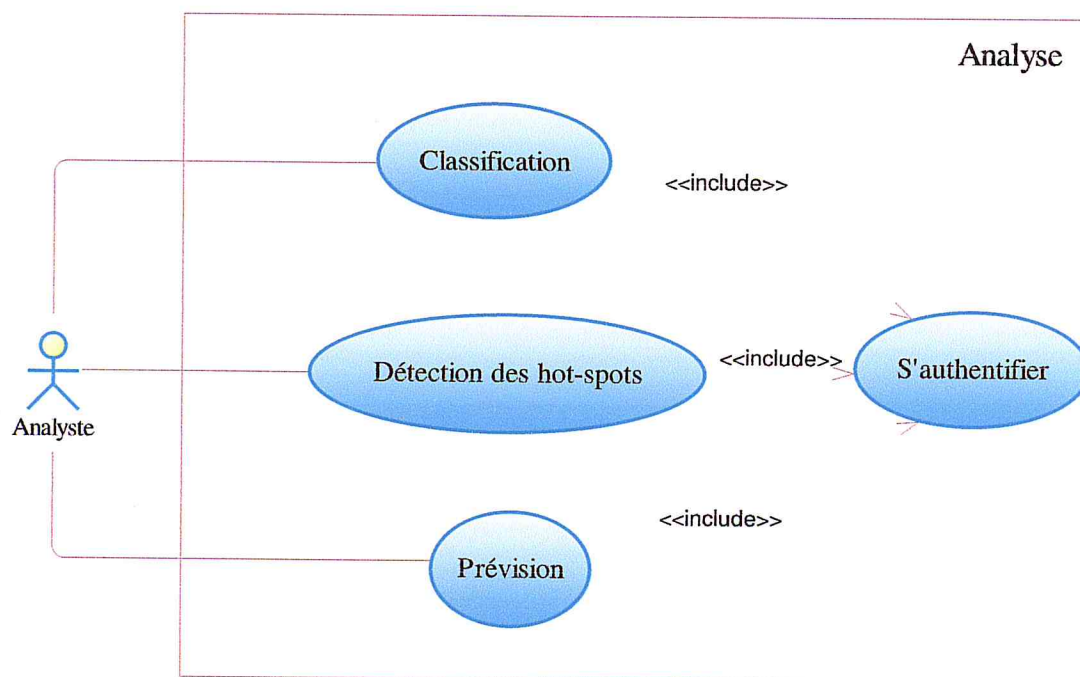 Analyse
Classification
<<include>>
Détection des hot-spots
<<include>>
S'authentifier
Analyste
<<include>>
Prévision